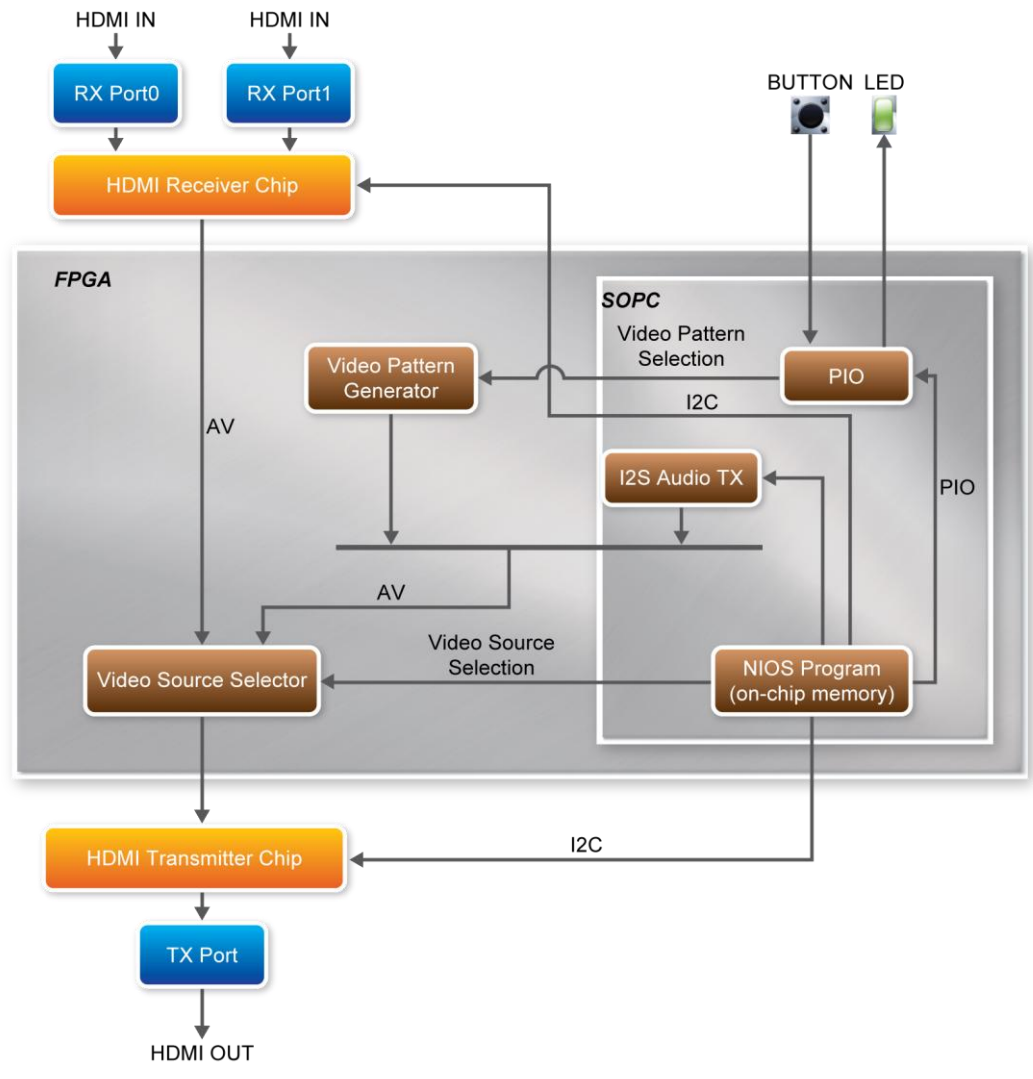 HDMI IN
HDMI IN
RX Port0
RX Port1
BUTTON
LED
HDMI Receiver Chip
FPGA
SOPC
Video Pattern
Selection
Video Pattern
Generator
PIO
I2C
AV
I2S Audio TX
PIO
AV
Video Source
Selection
Video Source Selector
NIOS Program
(on-chip memory)
HDMI Transmitter Chip
I2C
TX Port
HDMI OUT